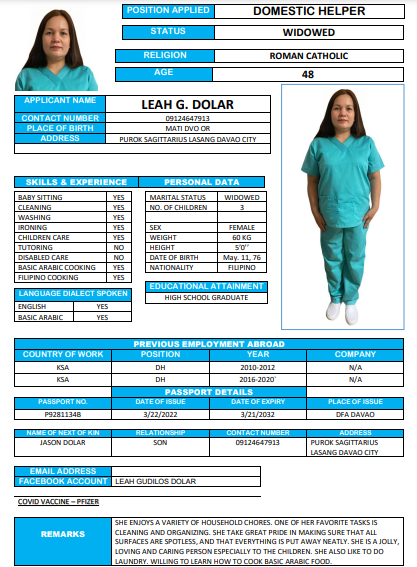 POSITION APPLIED DOMESTIC HELPER
STATUS WIDOWED
RELIGION ROMAN CATHOLIC
AGE 48
APPLICANT NAME LEAH G. DOLAR
CONTACT NUMBER 09124647913
PLACE OF BIRTH MATI DVO OR
ADDRESS PUROK SAGITTARIUS LASANG DAVAO CITY
SKILLS & EXPERIENCE
BABY SITTING YES
CLEANING YES
WASHING YES
IRONING YES
CHILDREN CARE YES
TUTORING NO
DISABLED CARE NO
BASIC ARABIC COOKING YES
FILIPINO COOKING YES
LANGUAGE DIALECT SPOKEN
ENGLISH YES
BASIC ARABIC YES
PERSONAL DATA
MARITAL STATUS WIDOWED
NO. OF CHILDREN 3
SEX FEMALE
WEIGHT 60 KG
HEIGHT 5'0"
DATE OF BIRTH May. 11, 76
NATIONALITY FILIPINO
EDUCATIONAL ATTAINMENT
HIGH SCHOOL GRADUATE
PREVIOUS EMPLOYMENT ABROAD
COUNTRY OF WORK POSITION YEAR COMPANY
KSA DH 2010-2012 N/A
KSA DH 2016-2020` N/A
PASSPORT DETAILS
PASSPORT NO. DATE OF ISSUE DATE OF EXPIRY PLACE OF ISSUE
P9281134B 3/22/2022 3/21/2032 DFA DAVAO
NAME OF NEXT OF KIN RELATIONSHIP CONTACT NUMBER ADDRESS
JASON DOLAR SON 09124647913 PUROK SAGITTARIUS
LASANG DAVAO CITY
EMAIL ADDRESS
FACEBOOK ACCOUNT LEAH GUDILOS DOLAR
COVID VACCINE – PFIZER
REMARKS
SHE ENJOYS A VARIETY OF HOUSEHOLD CHORES. ONE OF HER FAVORITE TASKS IS
CLEANING AND ORGANIZING. SHE TAKE GREAT PRIDE IN MAKING SURE THAT ALL
SURFACES ARE SPOTLESS, AND THAT EVERYTHING IS PUT AWAY NEATLY. SHE IS A JOLLY,
LOVING AND CARING PERSON ESPECIALLY TO THE CHILDREN. SHE ALSO LIKE TO DO
LAUNDRY. WILLING TO LEARN HOW TO COOK BASIC ARABIC FOOD.